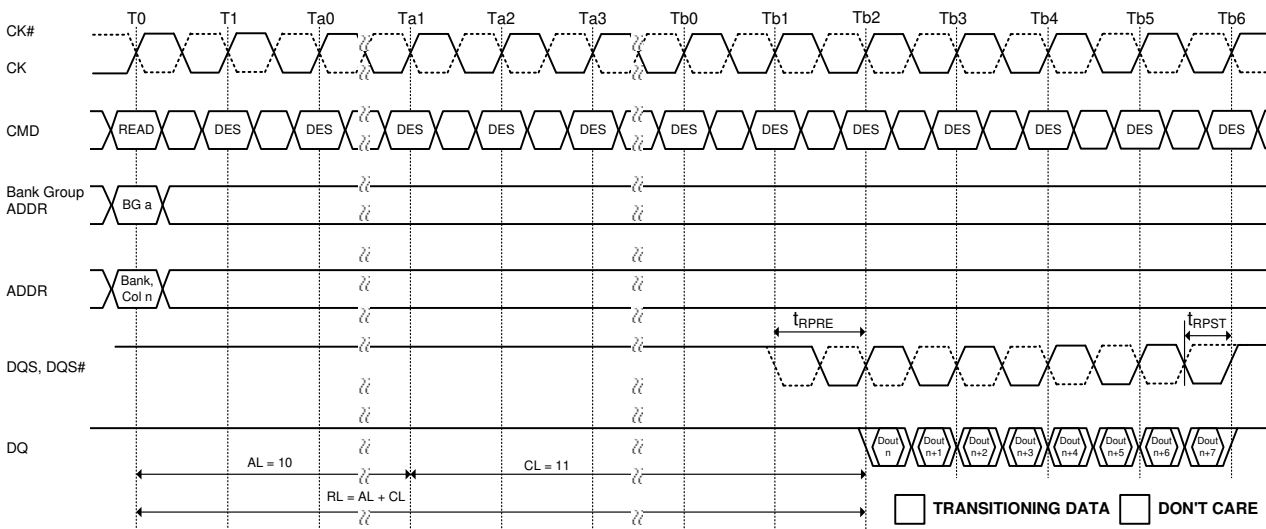 T0 T1 Ta0 Ta1 Ta2 Ta3 Tb0 Tb1 Tb2 Tb3 Tb4 Tb5 Tb6
CK#
CK
CMD READ DES DES DES DES DES DES DES DES DES DES DES DES
Bank Group
ADDR
BG a
ADDR
Bank,
Col n
tRPRE
tRPST
DQS, DQS#
DQ
Dout
n
Dout
n+1
Dout
n+2
Dout
n+3
Dout
n+4
Dout
n+5
Dout
n+6
Dout
n+7
AL = 10
CL = 11
RL = AL + CL
TRANSITIONING DATA
DON'T CARE